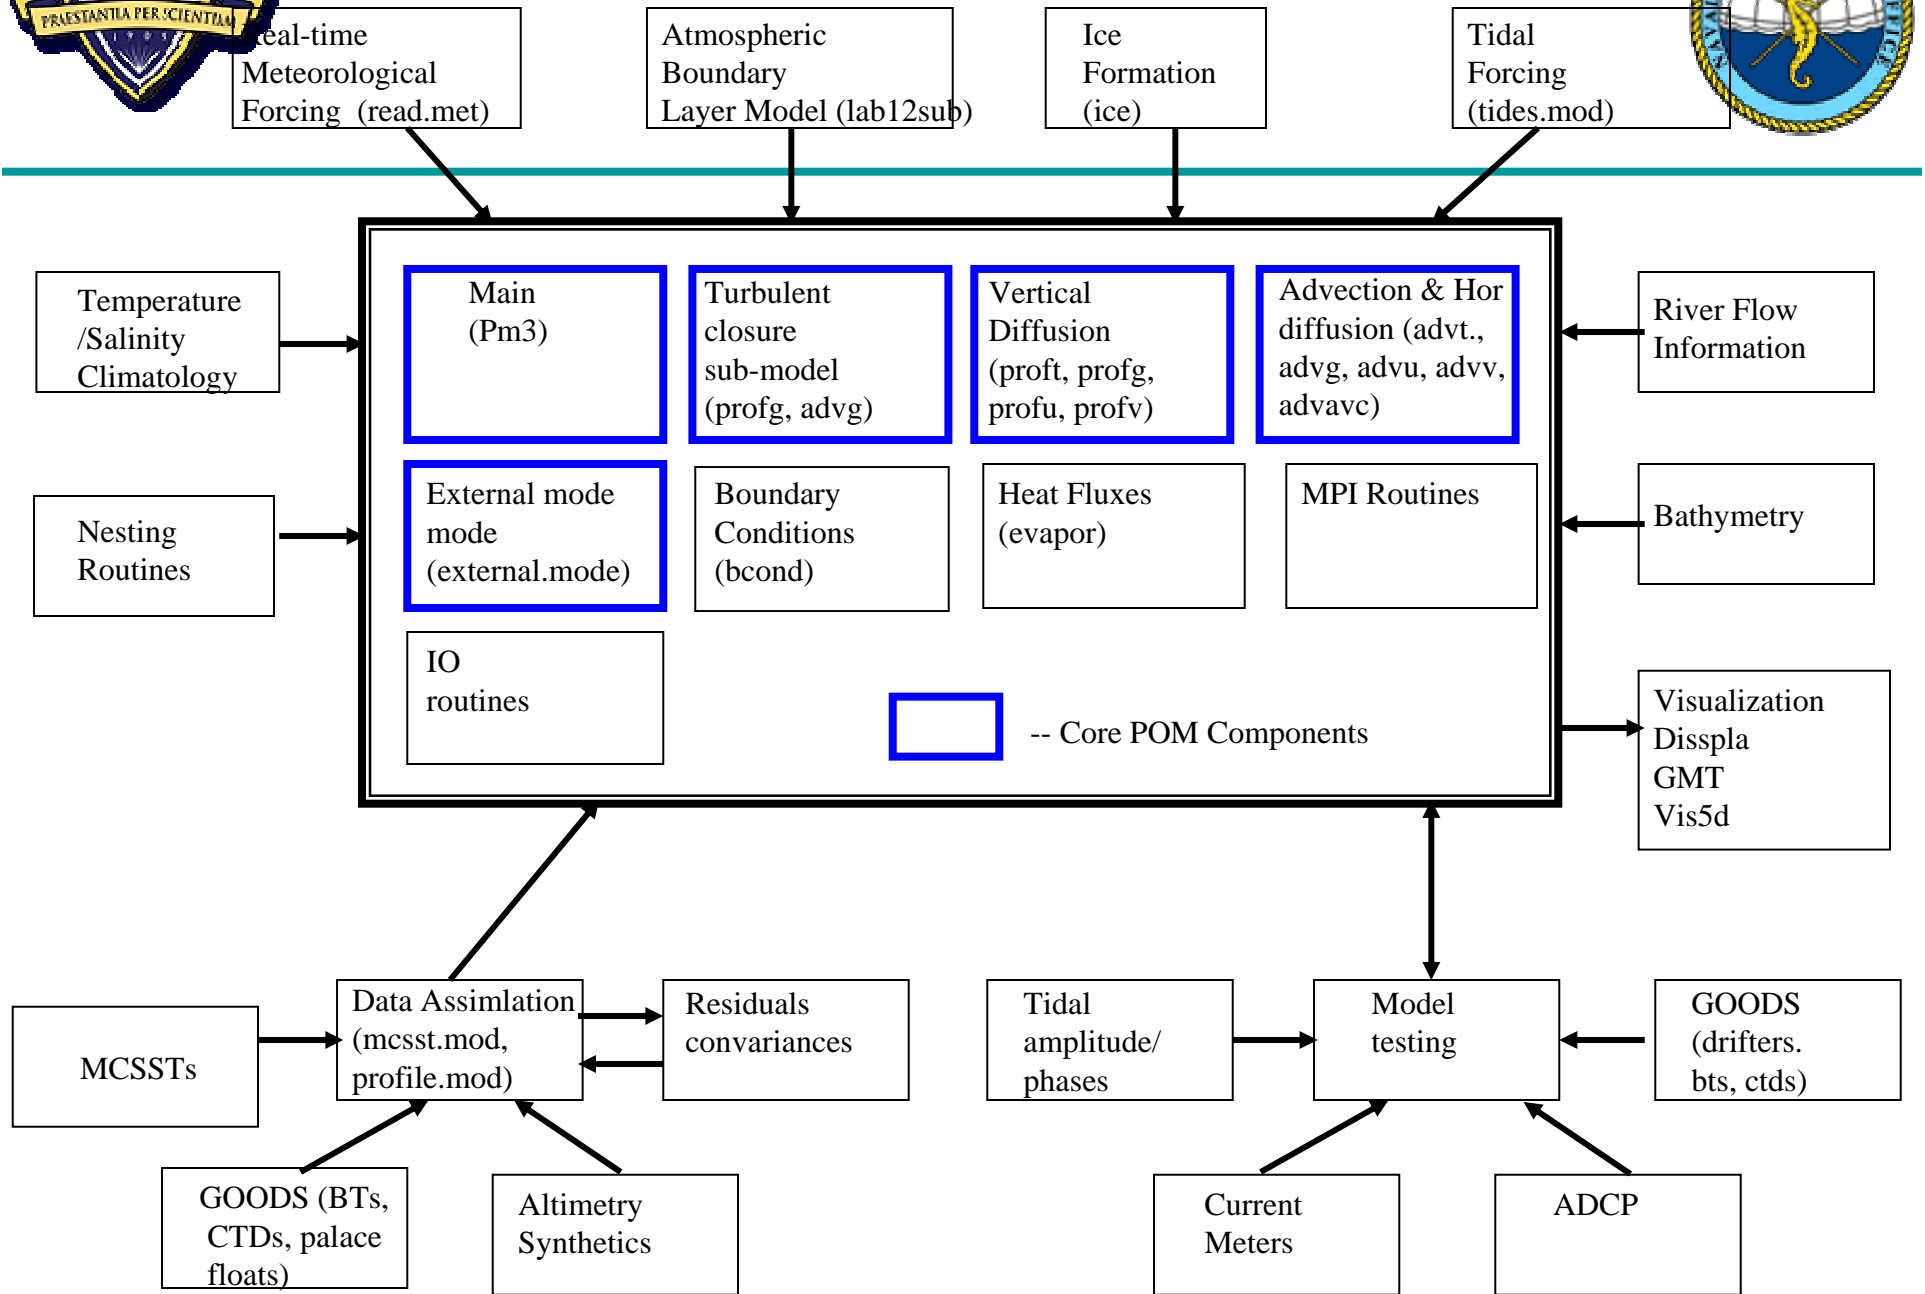 PRAESTANTIA PER SCIENTIAM
Real-time
Meteorological
Forcing (read.met)
Atmospheric
Boundary
Layer Model (lab12sub)
Ice
Formation
(ice)
Tidal
Forcing
(tides.mod)
Temperature
/Salinity
Climatology
Nesting
Routines
Main
(Pm3)
Turbulent
closure
sub-model
(profg, advg)
Vertical
Diffusion
(proft, profg,
profu, profv)
Advection & Hor
diffusion (advt.,
advg, advu, advv,
advavc)
External mode
mode
(external.mode)
Boundary
Conditions
(bcond)
Heat Fluxes
(evapor)
MPI Routines
IO
routines
-- Core POM Components
River Flow
Information
Bathymetry
Visualization
Disspla
GMT
Vis5d
MCSSTs
Data Assimlation
(mcsst.mod,
profile.mod)
Residuals
convariances
Tidal
amplitude/
phases
Model
testing
GOODS
(drifters.
bts, ctds)
GOODS (BTs,
CTDs, palace
floats)
Altimetry
Synthetics
Current
Meters
ADCP